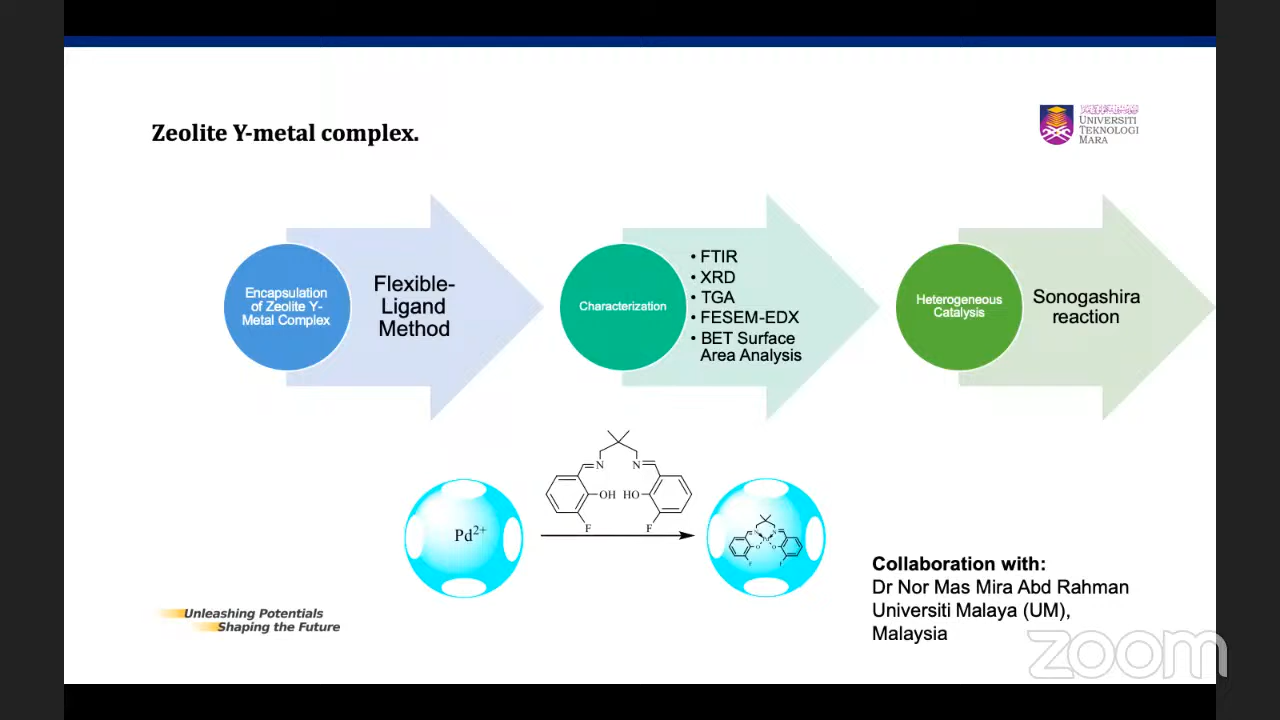 Zeolite Y-metal complex.
UNIVERSITI
TEKNOLOGI
MARA
Encapsulation
of Zeolite Y-
Metal Complex
Flexible-
Ligand
Method
Characterization
• FTIR
• XRD
• TGA
• FESEM-EDX
• BET Surface
Area Analysis
Heterogeneous
Catalysis
Sonogashira
reaction
N N
OH HO
F F
Pd2+
Collaboration with:
Dr Nor Mas Mira Abd Rahman
Universiti Malaya (UM),
Malaysia
Unleashing Potentials
Shaping the Future
zoom